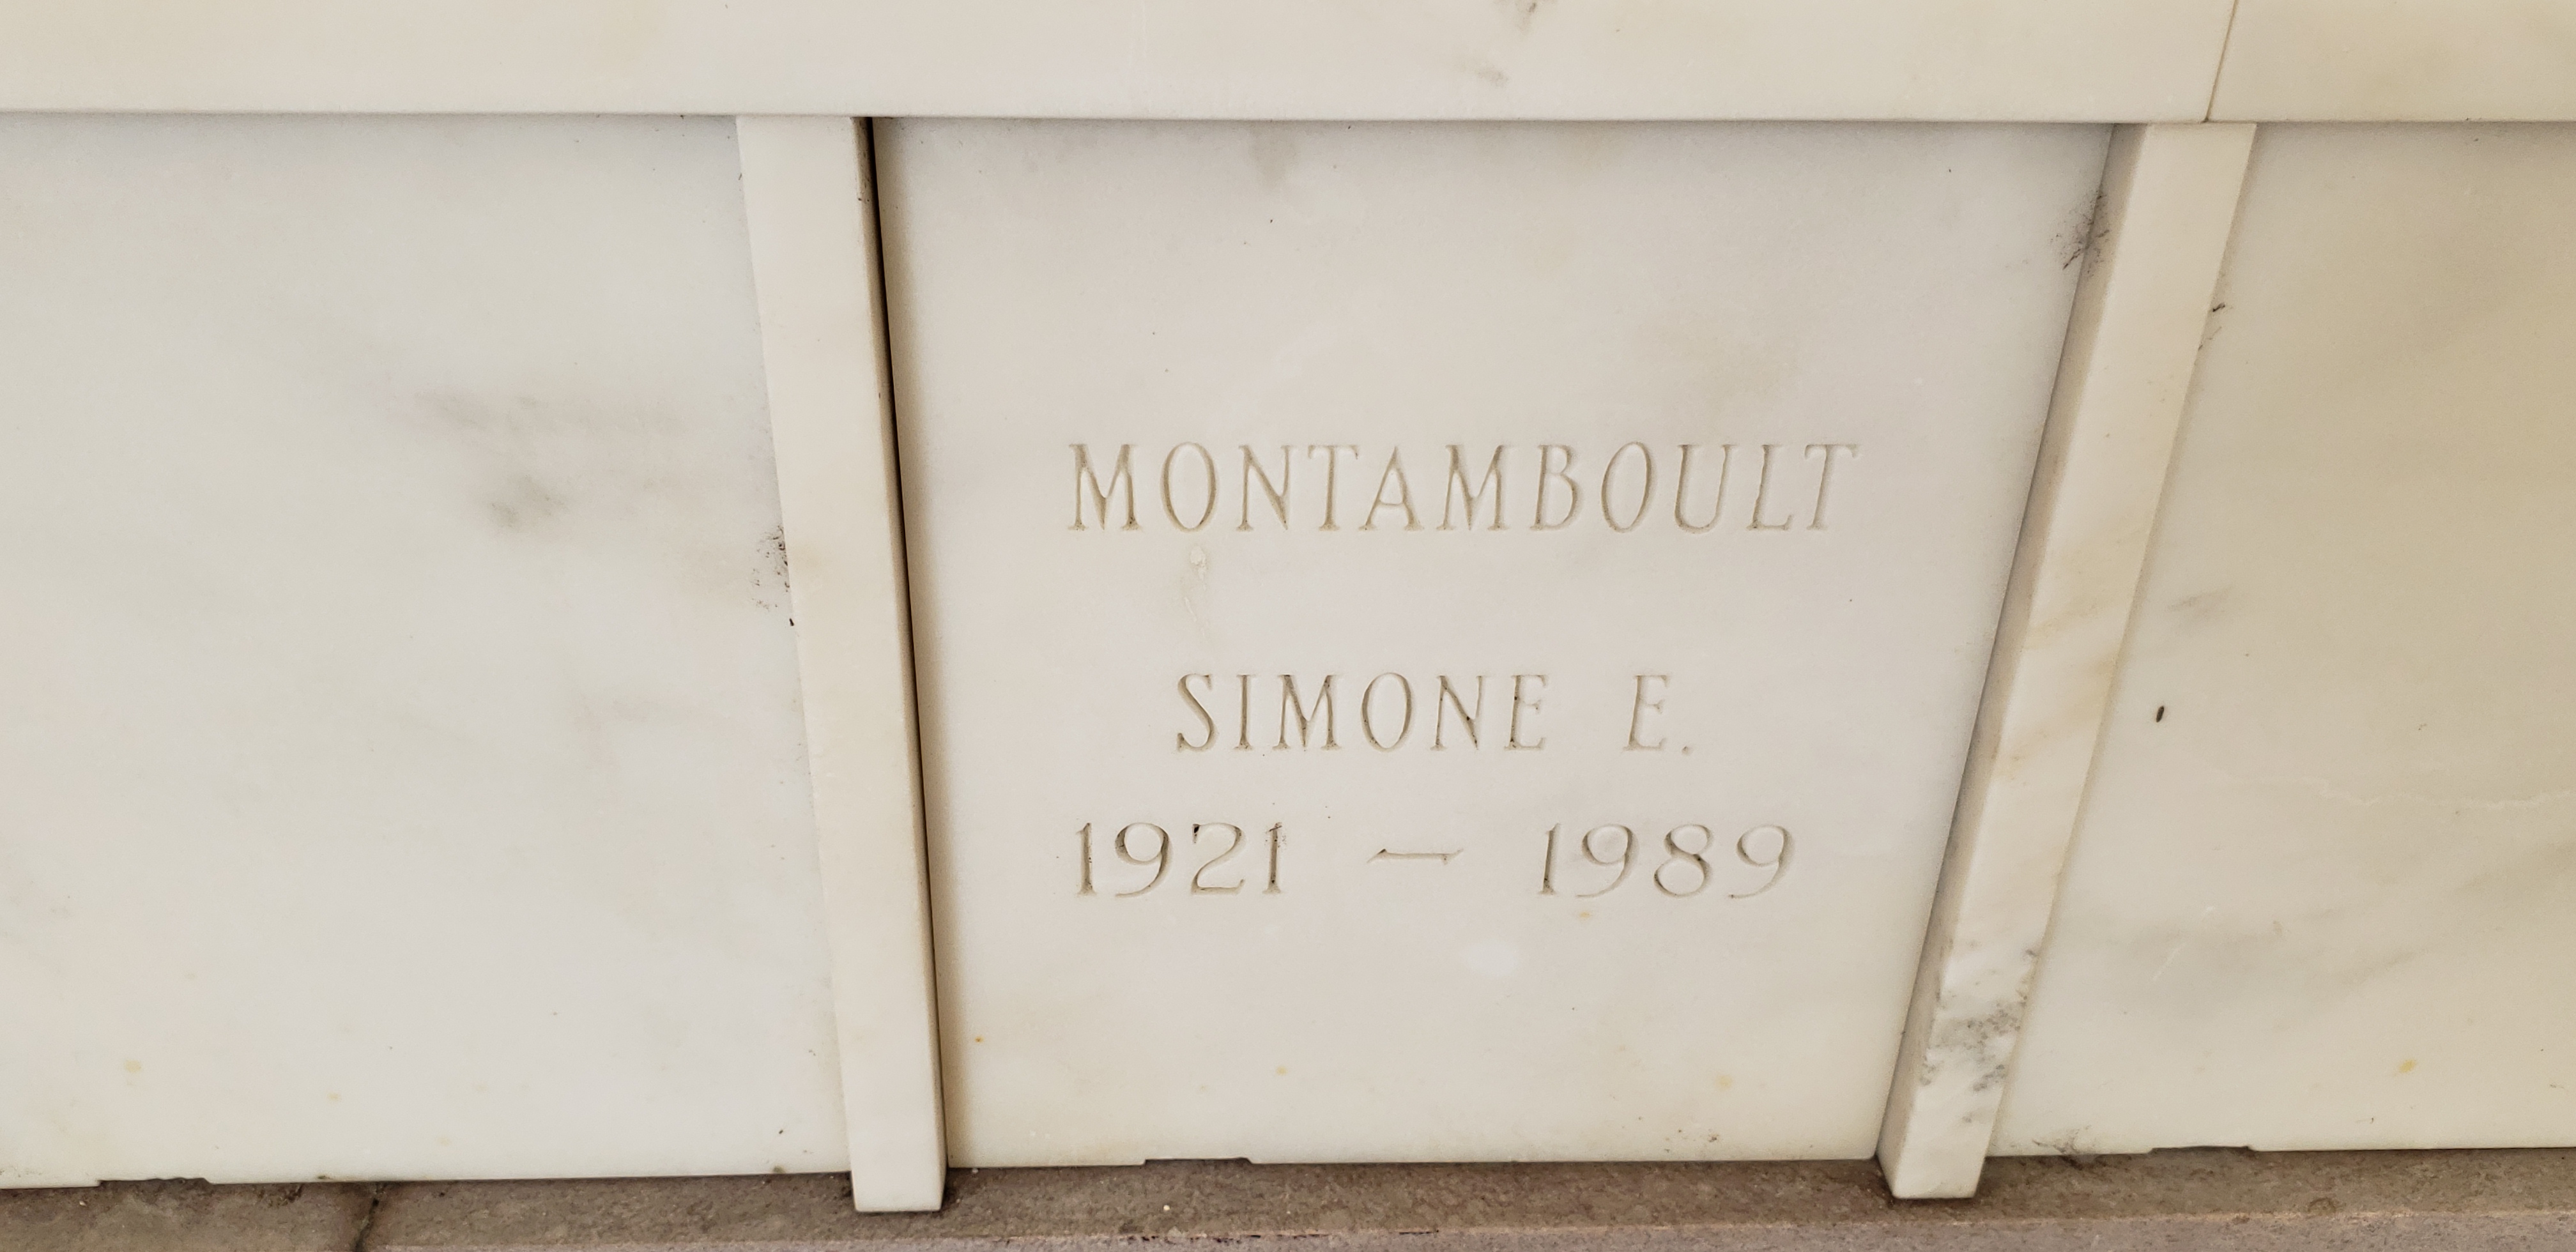 MONTAMBOULT
SIMONE E.
1921 — 1989